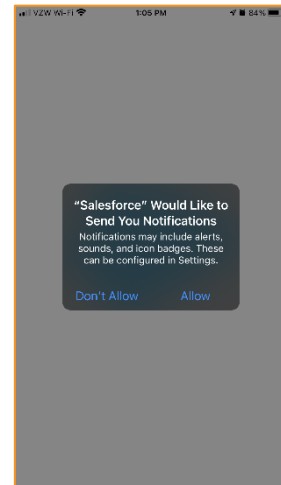 VZW Wi-Fi 1:05 PM 84%
“Salesforce” Would Like to
Send You Notifications
Notifications may include alerts,
sounds, and icon badges. These
can be configured in Settings.
Don't Allow Allow